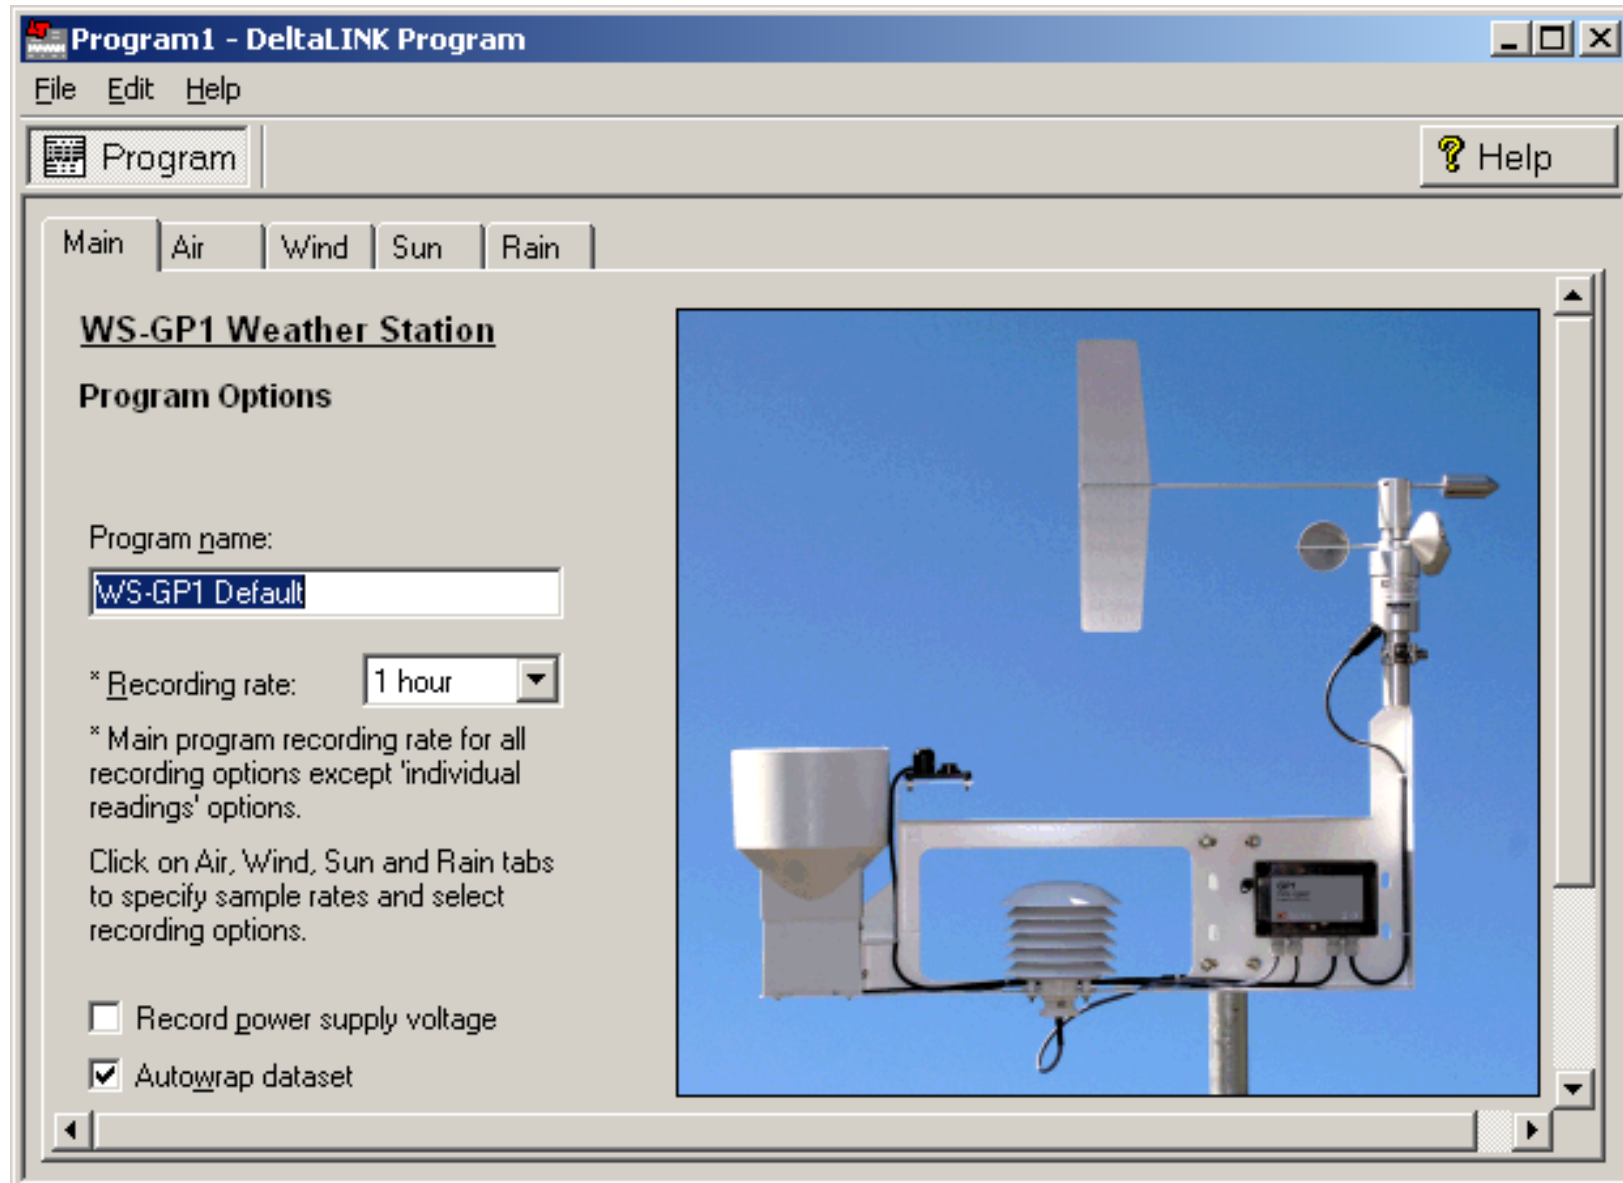 Program1 - DeltaLINK Program
File Edit Help
Program
Help
Main Air Wind Sun Rain
WS-GP1 Weather Station
Program Options
Program name:
WS-GP1 Default
* Recording rate: 1 hour
* Main program recording rate for all
recording options except 'individual
readings' options.
Click on Air, Wind, Sun and Rain tabs
to specify sample rates and select
recording options.
Record power supply voltage
Autowrap dataset
GP1